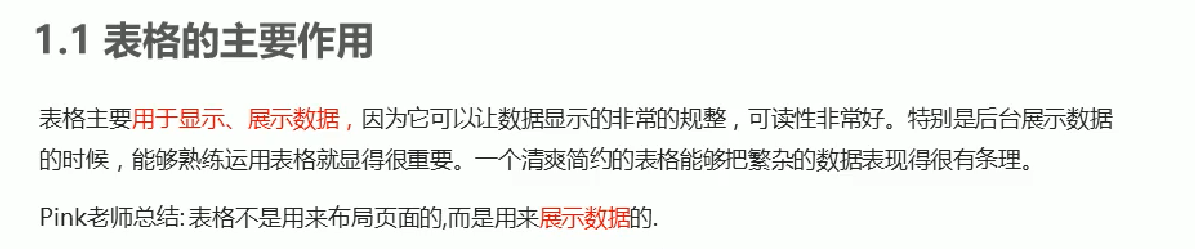 1.1 表格的主要作用
表格主要用于显示、展示数据，因为它可以让数据显示的非常的规整，可读性非常好。特别是后台展示数据
的时候，能够熟练运用表格就显得很重要。一个清爽简约的表格能够把繁杂的数据表现得很有条理。
Pink老师总结: 表格不是用来布局页面的,而是用来展示数据的.